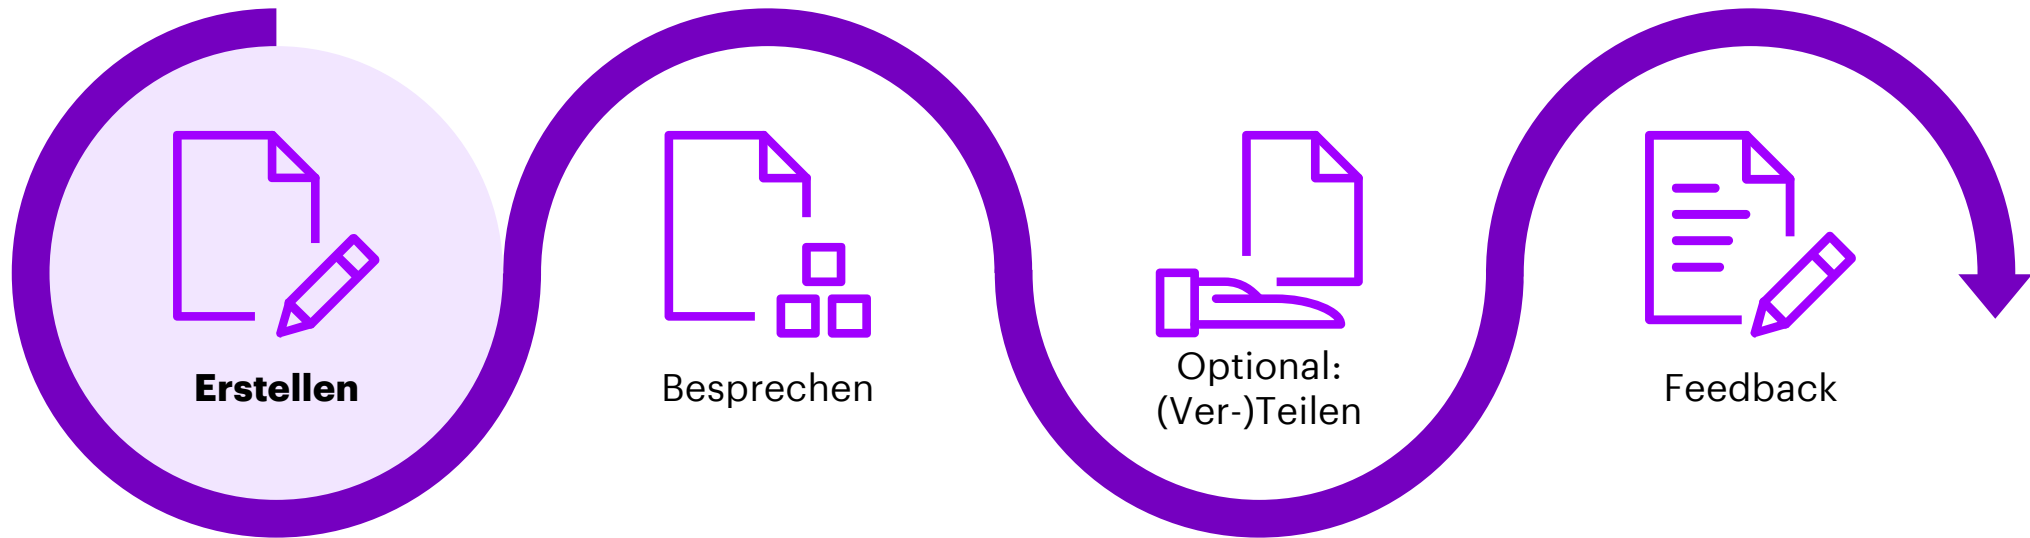 Erstellen
Besprechen
Optional:
(Ver-)Teilen
Feedback